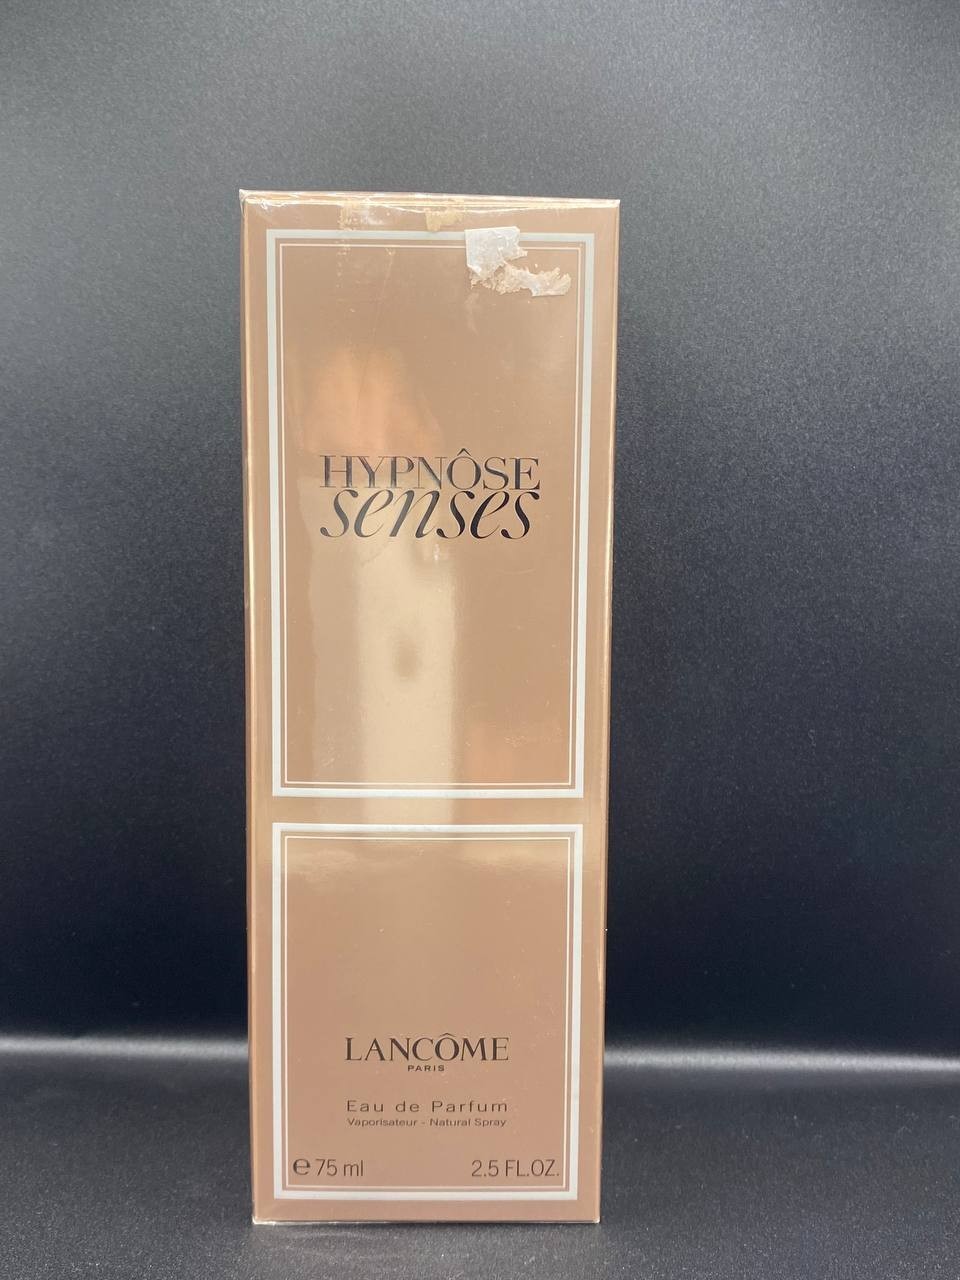 HYPNÔSE
senses
LANCÔME
PARIS
Eau de Parfum
Vaporisateur - Natural Spray
℮ 75 ml 2.5 FL.OZ.